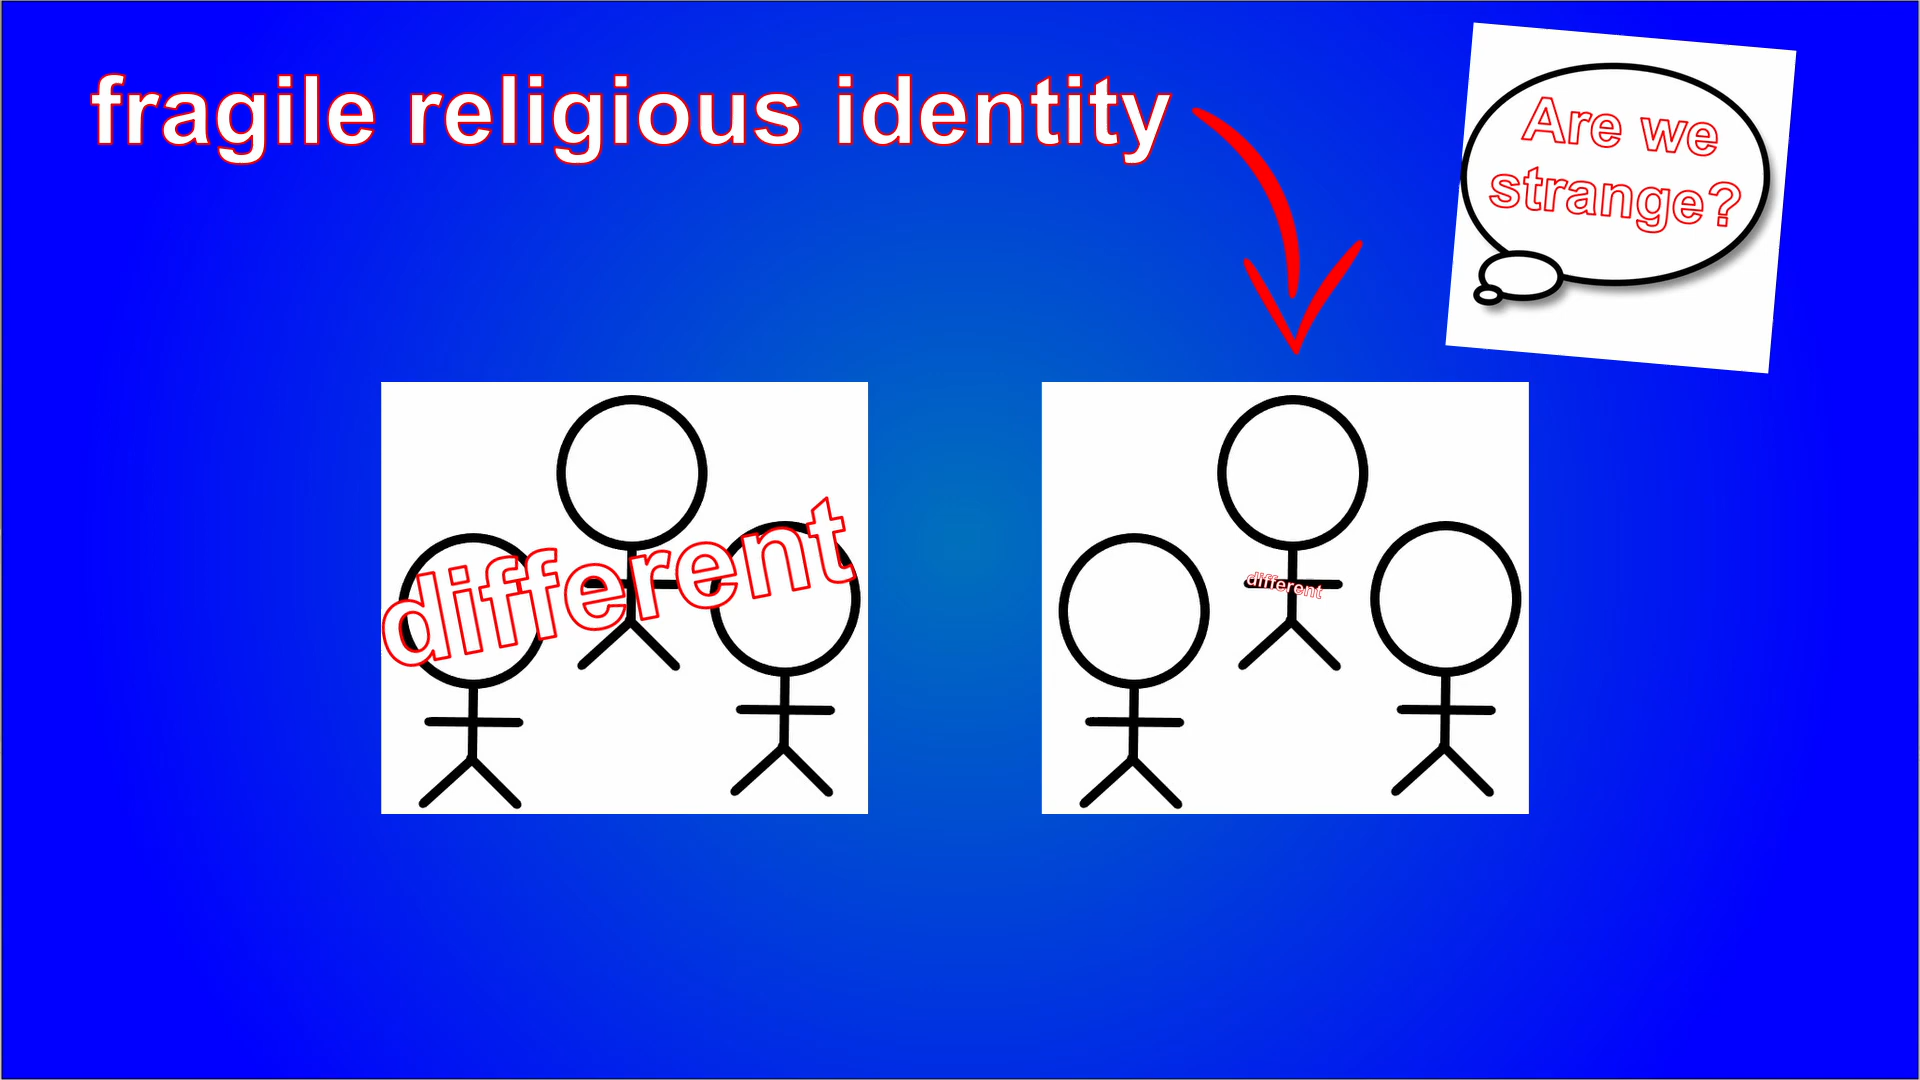 fragile religious identity
Are we
strange?
different
different